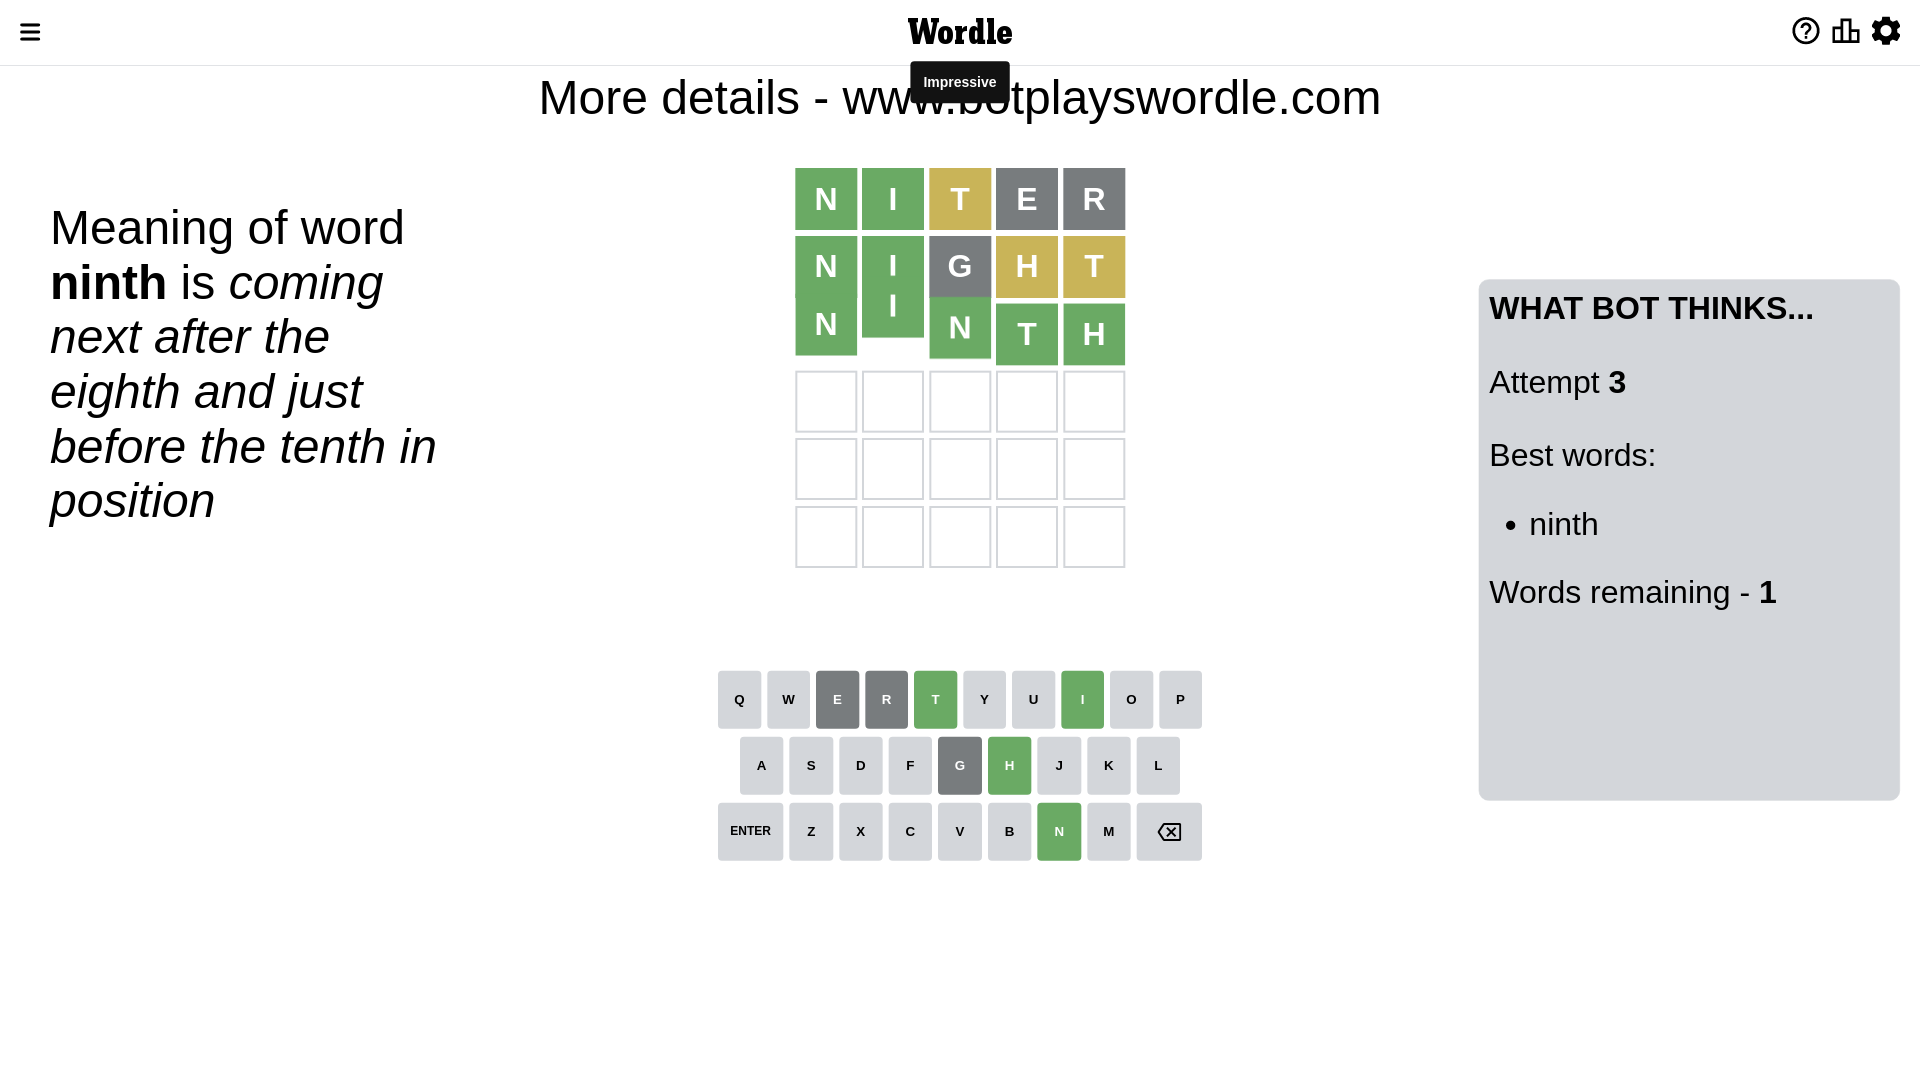 Wordle
Impressive
More details - www.botplayswordle.com
Meaning of word
ninth is coming
next after the
eighth and just
before the tenth in
position
N I T E R
N I G H T
N I N T H
WHAT BOT THINKS...
Attempt 3
Best words:
• ninth
Words remaining - 1
Q W E R T Y U I O P
A S D F G H J K L
ENTER Z X C V B N M